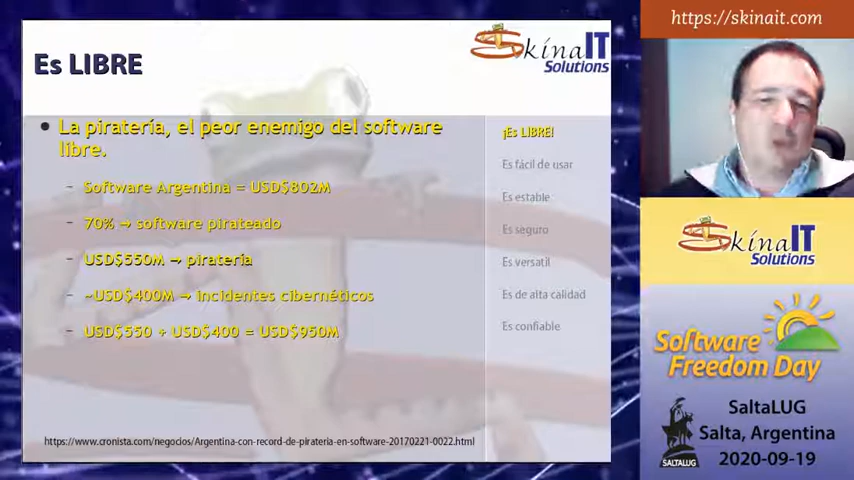 Es LIBRE
SkinaIT
Solutions
• La piratería, el peor enemigo del software
libre.
– Software Argentina = USD$802M
– 70% → software pirateado
– USD$550M → piratería
– ~USD$400M → incidentes cibernéticos
– USD$550 + USD$400 = USD$950M
https://www.cronista.com/negocios/Argentina-con-record-de-pirateria-en-software-20170221-0022.html
¡Es LIBRE!
Es fácil de usar
Es estable
Es seguro
Es versatil
Es de alta calidad
Es confiable
https://skinait.com
SkinaIT
Solutions
Software
Freedom Day
SaltaLUG
Salta, Argentina
2020-09-19
SALTALUG